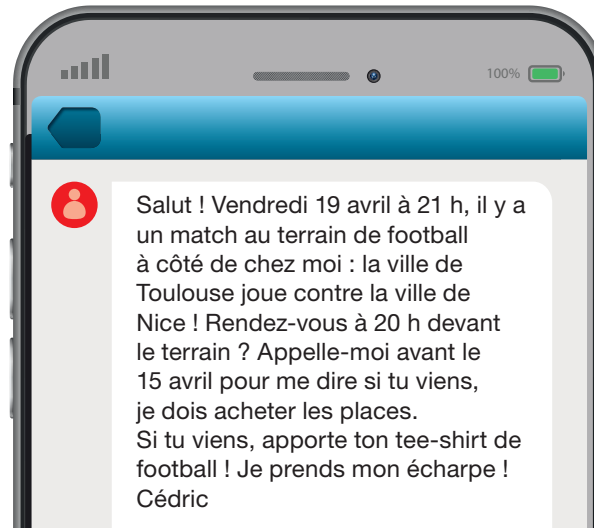 100%
Salut ! Vendredi 19 avril à 21 h, il y a
un match au terrain de football
à côté de chez moi : la ville de
Toulouse joue contre la ville de
Nice ! Rendez-vous à 20 h devant
le terrain ? Appelle-moi avant le
15 avril pour me dire si tu viens,
je dois acheter les places.
Si tu viens, apporte ton tee-shirt de
football ! Je prends mon écharpe !
Cédric